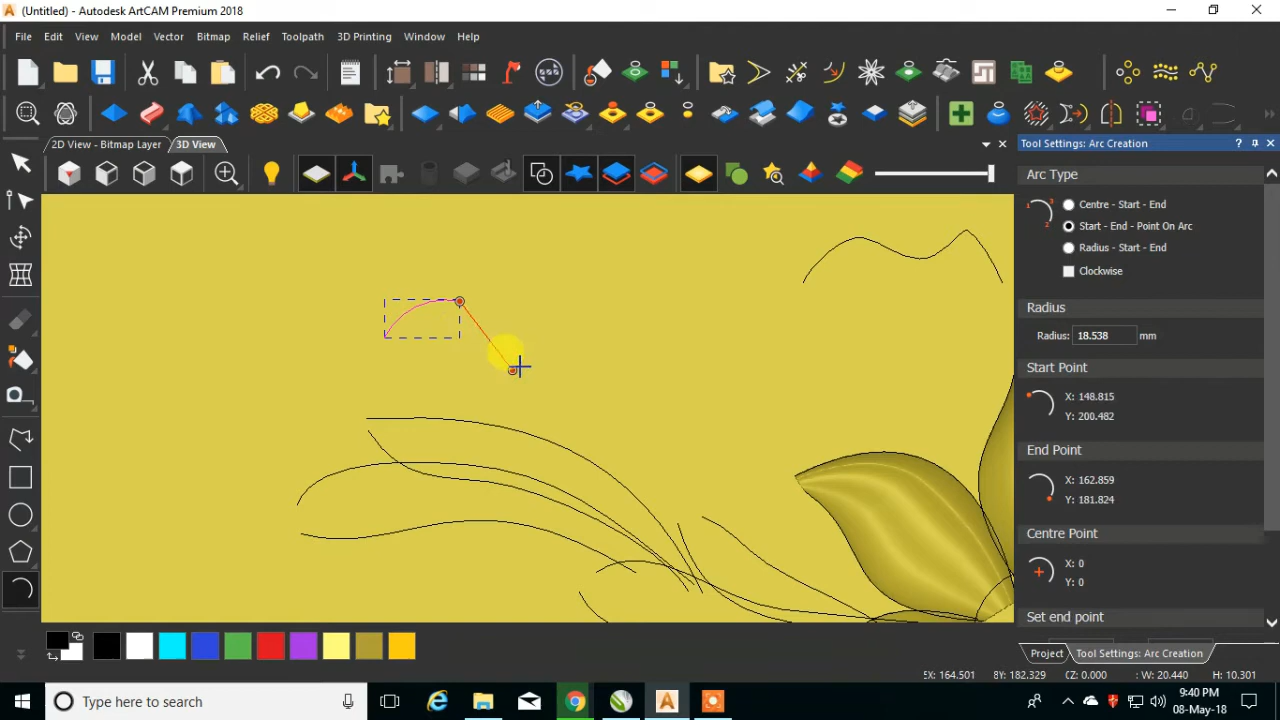 (Untitled) - Autodesk ArtCAM Premium 2018
File Edit View Model Vector Bitmap Relief Toolpath 3D Printing Window Help
2D View - Bitmap Layer 3D View
Tool Settings: Arc Creation
Arc Type
Centre - Start - End
Start - End - Point On Arc
Radius - Start - End
Clockwise
Radius
Radius: 18.538 mm
Start Point
X: 148.815
Y: 200.482
End Point
X: 162.859
Y: 181.824
Centre Point
X: 0
Y: 0
Set end point
Project Tool Settings: Arc Creation
X: 164.501 Y: 182.329 CZ: 0.000 : W: 20.440 H: 10.301
Type here to search
9:40 PM
08-May-18